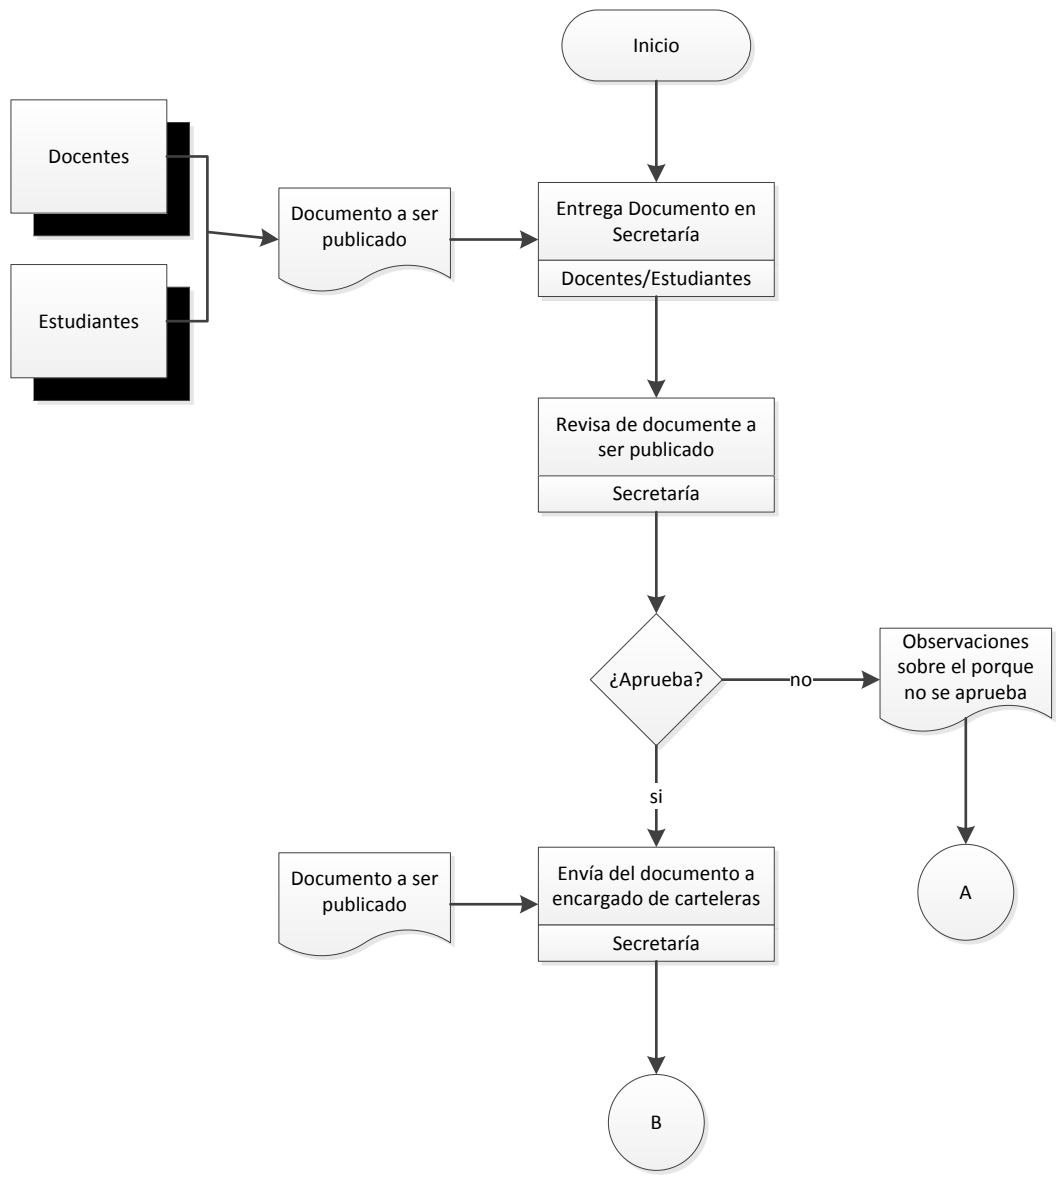 Inicio
Docentes
Documento a ser
publicado
Entrega Documento en
Secretaría
Docentes/Estudiantes
Estudiantes
Revisa de documente a
ser publicado
Secretaría
¿Aprueba?
no
Observaciones
sobre el porque
no se aprueba
si
Documento a ser
publicado
Envía del documento a
encargado de carteleras
Secretaría
A
B